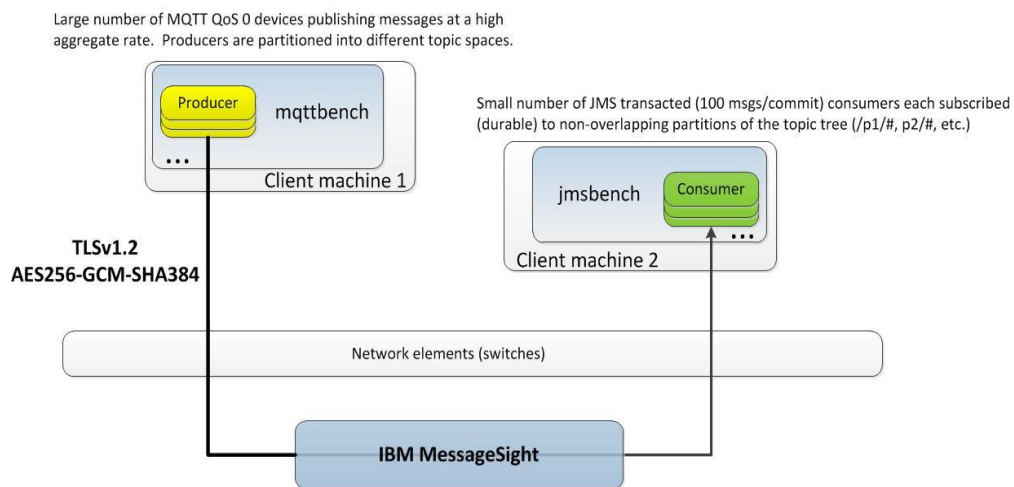 Large number of MQTT QoS 0 devices publishing messages at a high
aggregate rate.  Producers are partitioned into different topic spaces.
Producer
mqttbench
...
Client machine 1
Small number of JMS transacted (100 msgs/commit) consumers each subscribed
(durable) to non-overlapping partitions of the topic tree (/p1/#, p2/#, etc.)
jmsbench
Consumer
...
Client machine 2
TLSv1.2
AES256-GCM-SHA384
Network elements (switches)
IBM MessageSight